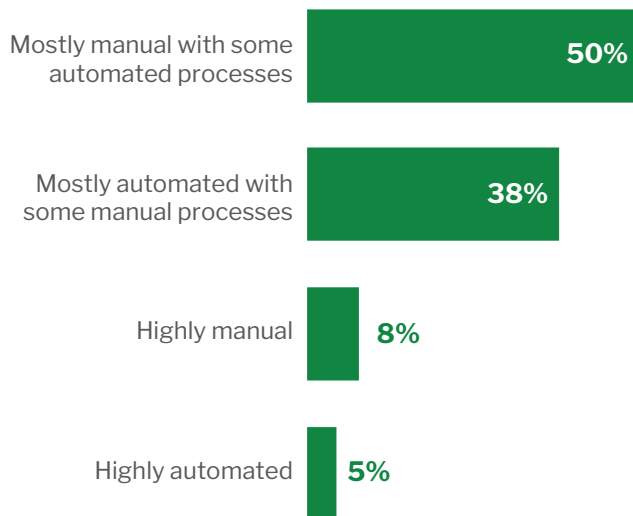 Mostly manual with some
automated processes
50%
Mostly automated with
some manual processes
38%
Highly manual
8%
Highly automated
5%